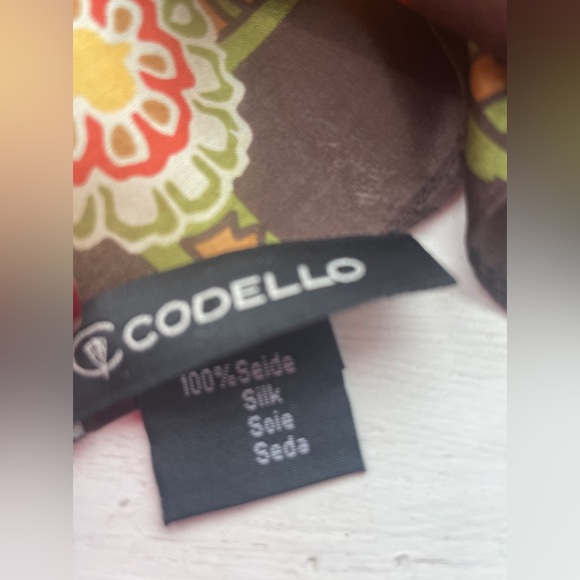 CODELLO
100%Seide
Silk
Soie
Seda